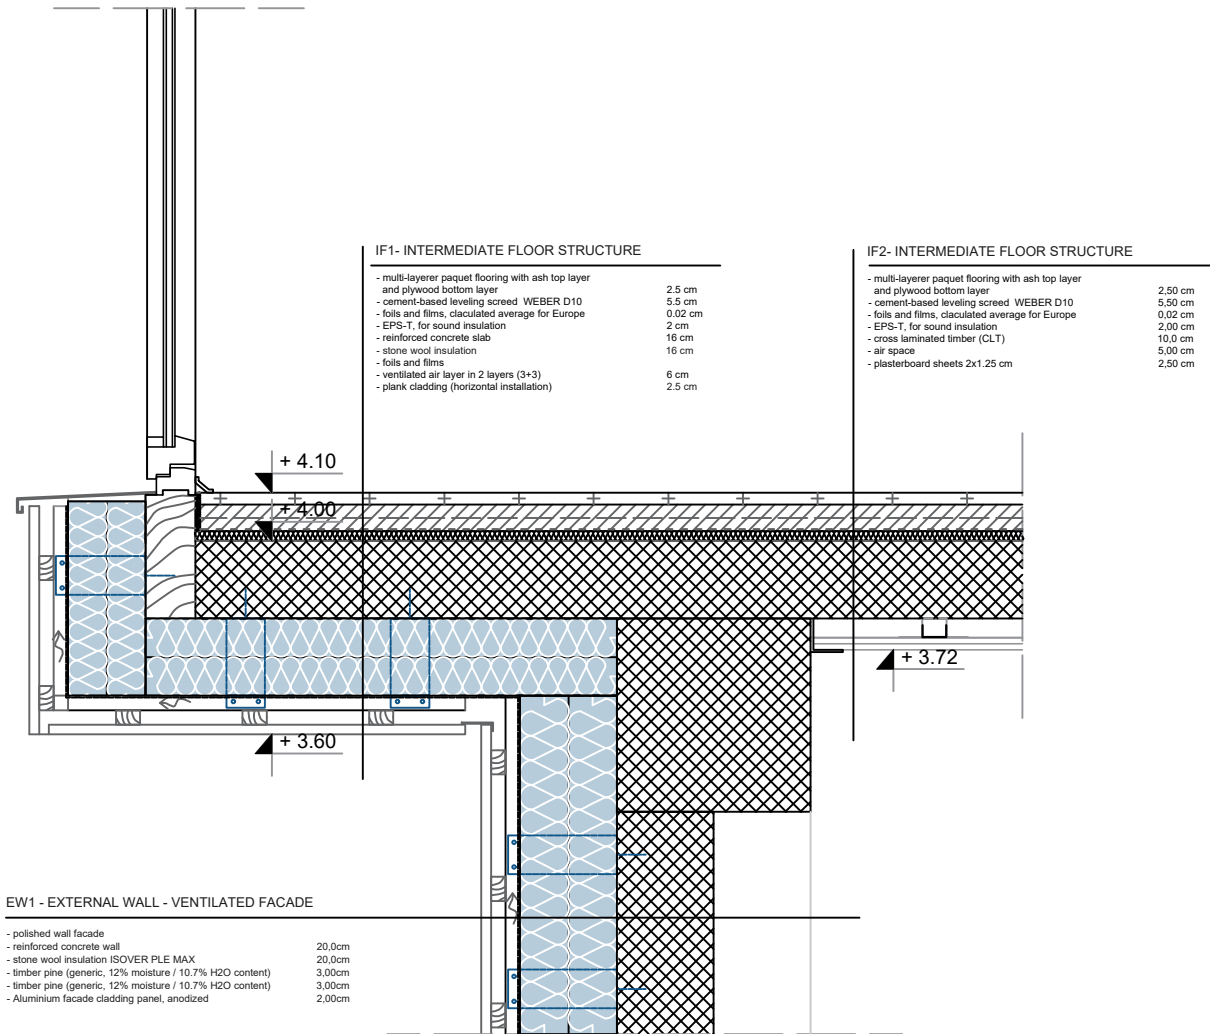 IF1- INTERMEDIATE FLOOR STRUCTURE
- multi-layerer paquet flooring with ash top layer
and plywood bottom layer 2.5 cm
- cement-based leveling screed WEBER D10 5.5 cm
- foils and films, claculated average for Europe 0.02 cm
- EPS-T, for sound insulation 2 cm
- reinforced concrete slab 16 cm
- stone wool insulation 16 cm
- foils and films
- ventilated air layer in 2 layers (3+3) 6 cm
- plank cladding (horizontal installation) 2.5 cm
IF2- INTERMEDIATE FLOOR STRUCTURE
- multi-layerer paquet flooring with ash top layer
and plywood bottom layer 2,50 cm
- cement-based leveling screed WEBER D10 5,50 cm
- foils and films, claculated average for Europe 0,02 cm
- EPS-T, for sound insulation 2,00 cm
- cross laminated timber (CLT) 10,0 cm
- air space 5,00 cm
- plasterboard sheets 2x1.25 cm 2,50 cm
+ 4.10
+ 4.00
+ 3.72
+ 3.60
EW1 - EXTERNAL WALL - VENTILATED FACADE
- polished wall facade
- reinforced concrete wall 20,0cm
- stone wool insulation ISOVER PLE MAX 20,0cm
- timber pine (generic, 12% moisture / 10.7% H2O content) 3,00cm
- timber pine (generic, 12% moisture / 10.7% H2O content) 3,00cm
- Aluminium facade cladding panel, anodized 2,00cm